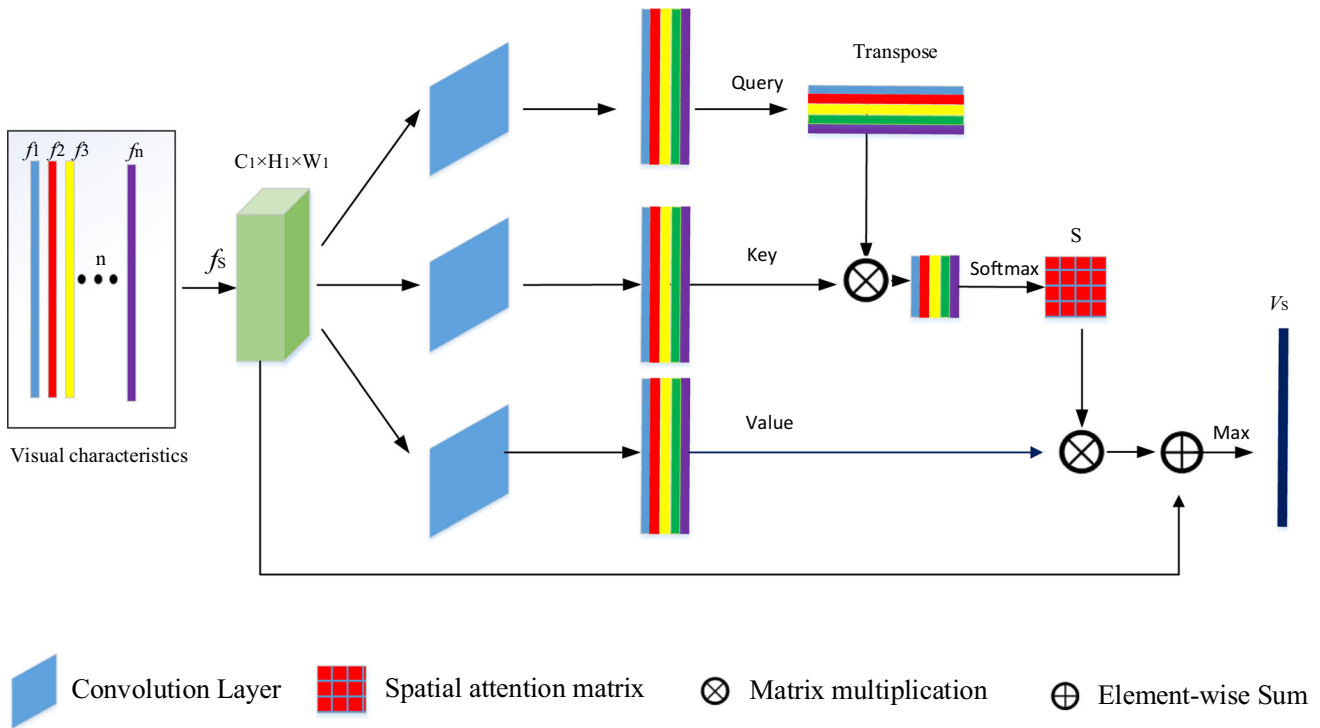 Transpose
Query
f1 f2 f3 fn
C1×H1×W1
n
fS
Key
Softmax
S
VS
Value
Max
Visual characteristics
Convolution Layer
Spatial attention matrix
Matrix multiplication
Element-wise Sum